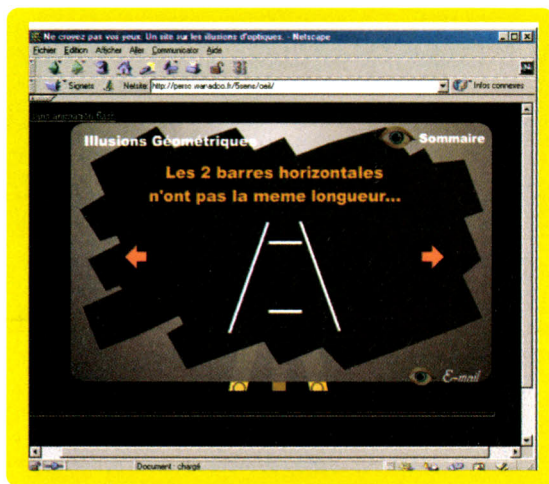 Ne croyez pas vos yeux. Un site sur les illusions d'optiques. - Netscape
Fichier Edition Afficher Aller Communicator Aide
Signets Netsite: http://perso.wanadoo.fr/5sens/oeil/ Infos connexes
Illusions Géométriques
Sommaire
Les 2 barres horizontales
n'ont pas la meme longueur...
E-mail
Document : chargé